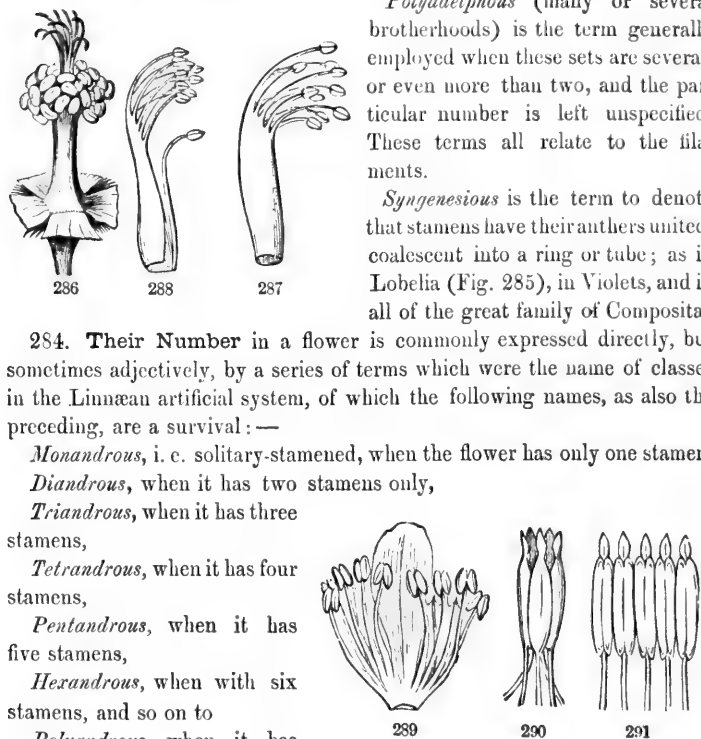 Polyadelphous (many or severa
brotherhoods) is the term generall
employed when these sets are severa
or even more than two, and the par
ticular number is left unspecified
These terms all relate to the fila
ments.
Syngenesious is the term to denot
that stamens have their anthers united
coalescent into a ring or tube; as i
Lobelia (Fig. 285), in Violets, and i
all of the great family of Composita
286 288 287
284. Their Number in a flower is commonly expressed directly, bu
sometimes adjectively, by a series of terms which were the name of classe
in the Linnæan artificial system, of which the following names, as also th
preceding, are a survival : —
Monandrous, i. e. solitary-stamened, when the flower has only one stamen
Diandrous, when it has two stamens only,
Triandrous, when it has three
stamens,
Tetrandrous, when it has four
stamens,
Pentandrous, when it has
five stamens,
Hexandrous, when with six
stamens, and so on to
Polyandrous, when it has
289 290 291